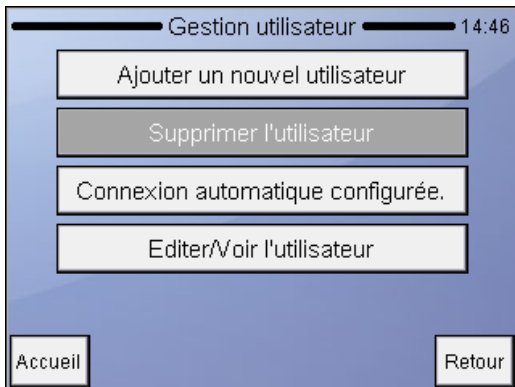 Gestion utilisateur 14:46
Ajouter un nouvel utilisateur
Supprimer l'utilisateur
Connexion automatique configurée.
Editer/Voir l'utilisateur
Accueil Retour